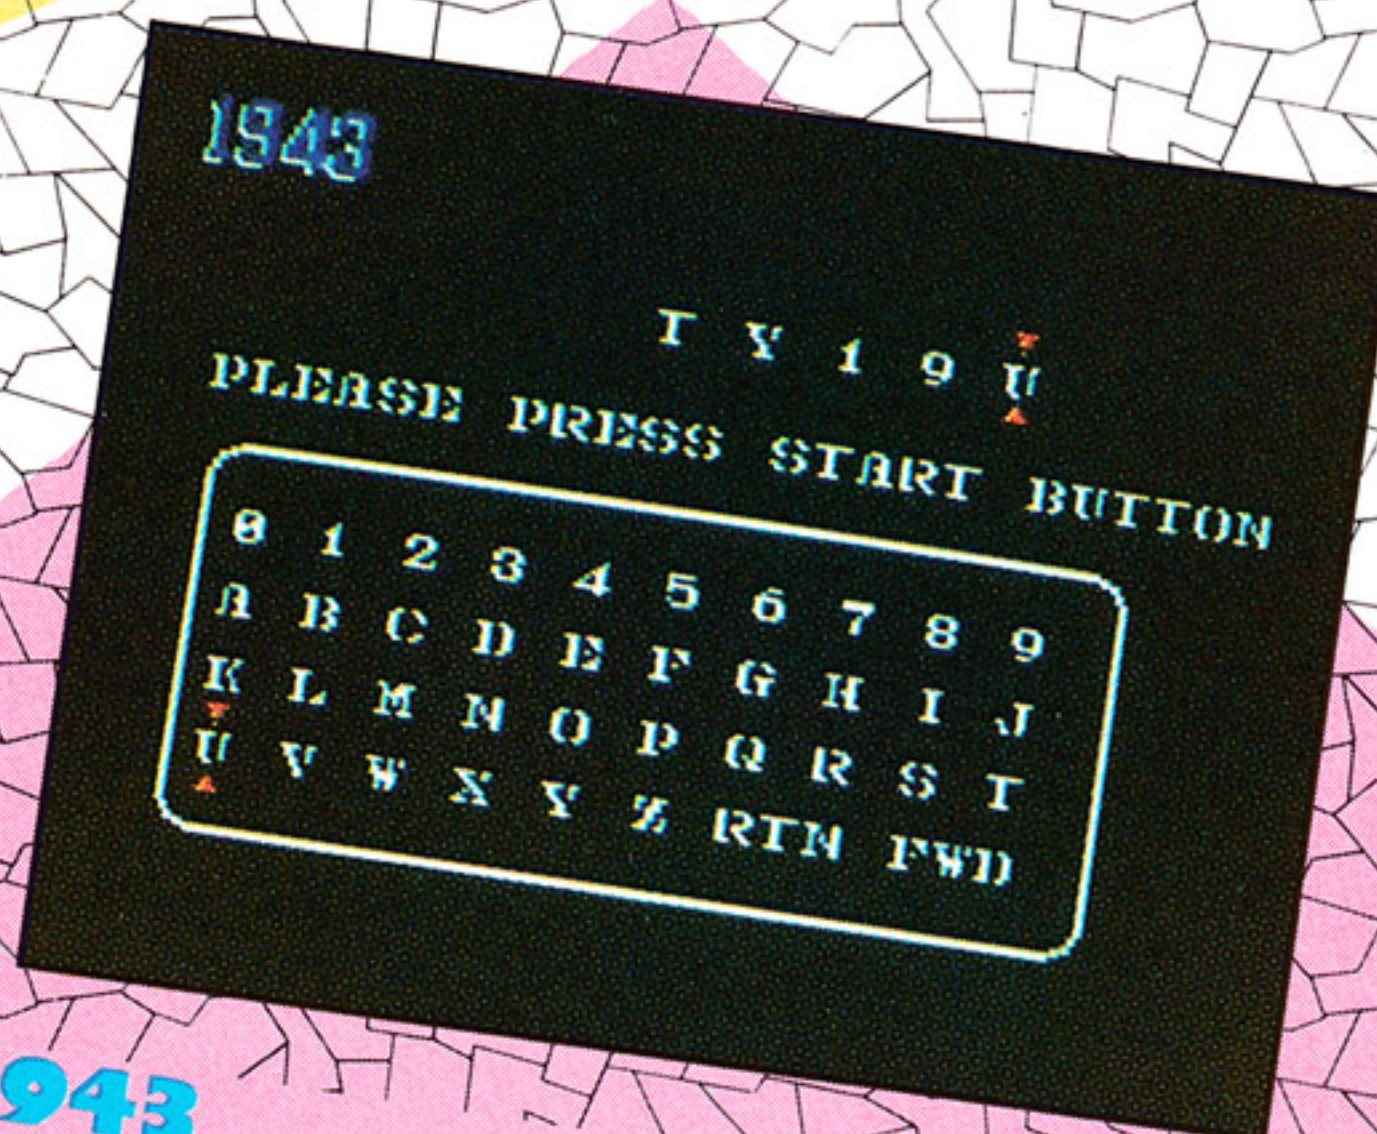 1943
T Y 1 9 U
PLEASE PRESS START BUTTON
0 1 2 3 4 5 6 7 8 9
A B C D E F G H I J
K L M N O P Q R S T
U V W X Y Z RTN FWD
943